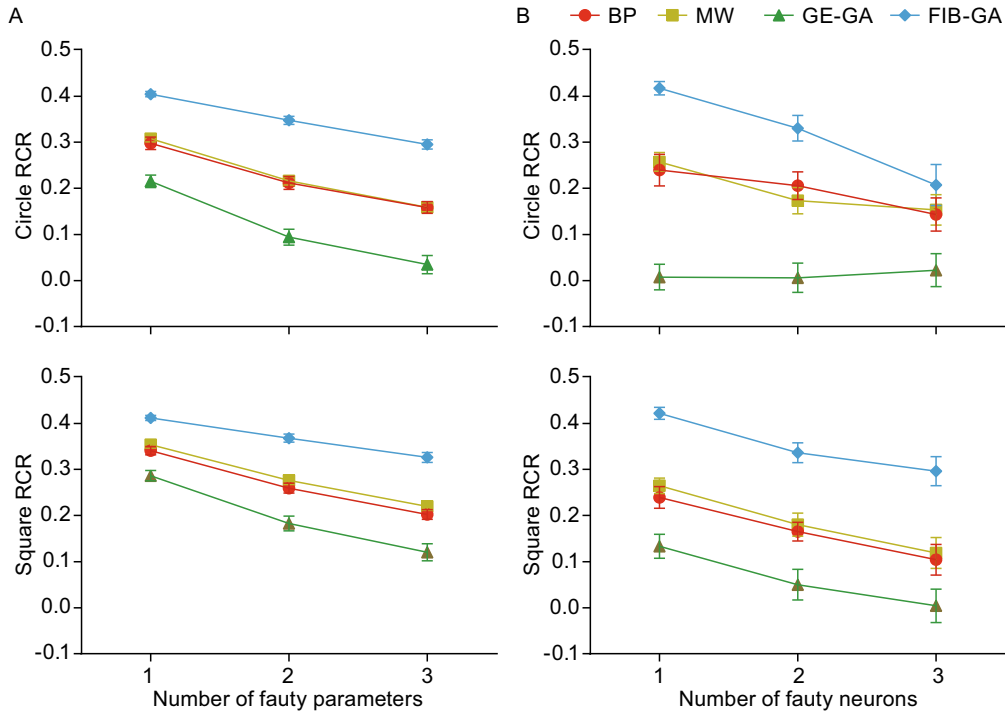 A
B
BP MW GE-GA FIB-GA
0.5
0.4
0.3
0.2
0.1
0.0
-0.1
Circle RCR
0.5
0.4
0.3
0.2
0.1
0.0
-0.1
Circle RCR
0.5
0.4
0.3
0.2
0.1
0.0
-0.1
Square RCR
1 2 3
Number of fauty parameters
0.5
0.4
0.3
0.2
0.1
0.0
-0.1
Square RCR
1 2 3
Number of fauty neurons